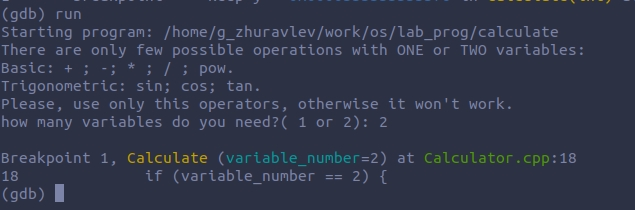 (gdb) run
Starting program: /home/g_zhuravlev/work/os/lab_prog/calculate
There are only few possible operations with ONE or TWO variables:
Basic: + ; -; * ; / ; pow.
Trigonometric: sin; cos; tan.
Please, use only this operators, otherwise it won't work.
how many variables do you need?( 1 or 2): 2
Breakpoint 1, Calculate (variable_number=2) at Calculator.cpp:18
18 if (variable_number == 2) {
(gdb)